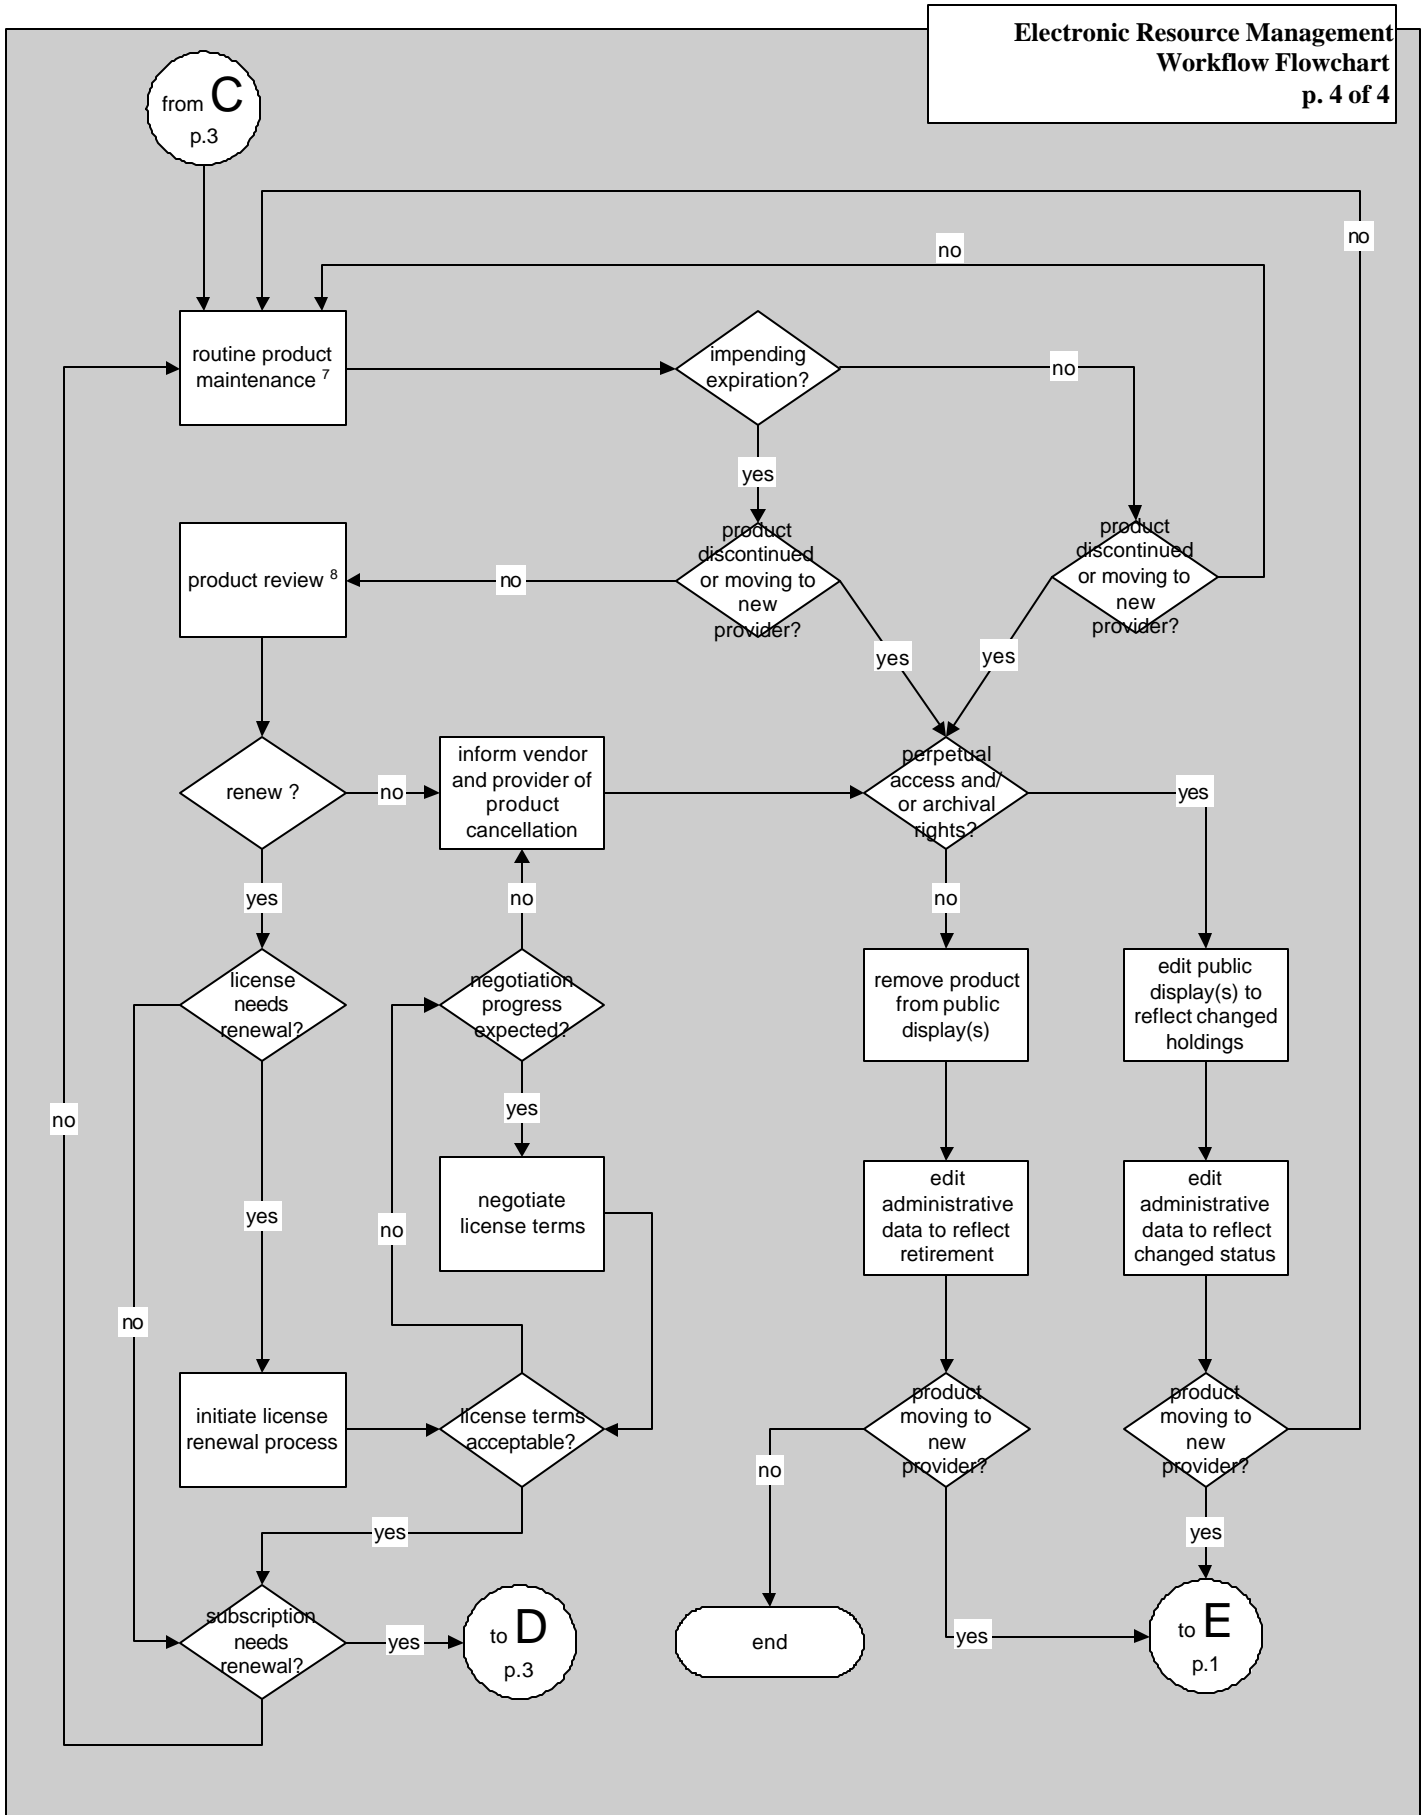 Electronic Resource Management
Workflow Flowchart
p. 4 of 4
from C
p.3
no
no
routine product
maintenance 7
impending
expiration?
no
yes
product review 8
no
product
discontinued
or moving to
new
provider?
product
discontinued
or moving to
new
provider?
yes
yes
renew ?
no
inform vendor
and provider of
product
cancellation
perpetual
access and/
or archival
rights?
yes
yes
no
no
license
needs
renewal?
negotiation
progress
expected?
remove product
from public
display(s)
edit public
display(s) to
reflect changed
holdings
no
yes
yes
no
negotiate
license terms
edit
administrative
data to reflect
retirement
edit
administrative
data to reflect
changed status
no
initiate license
renewal process
license terms
acceptable?
product
moving to
new
provider?
product
moving to
new
provider?
no
yes
yes
subscription
needs
renewal?
yes
to D
p.3
end
yes
to E
p.1